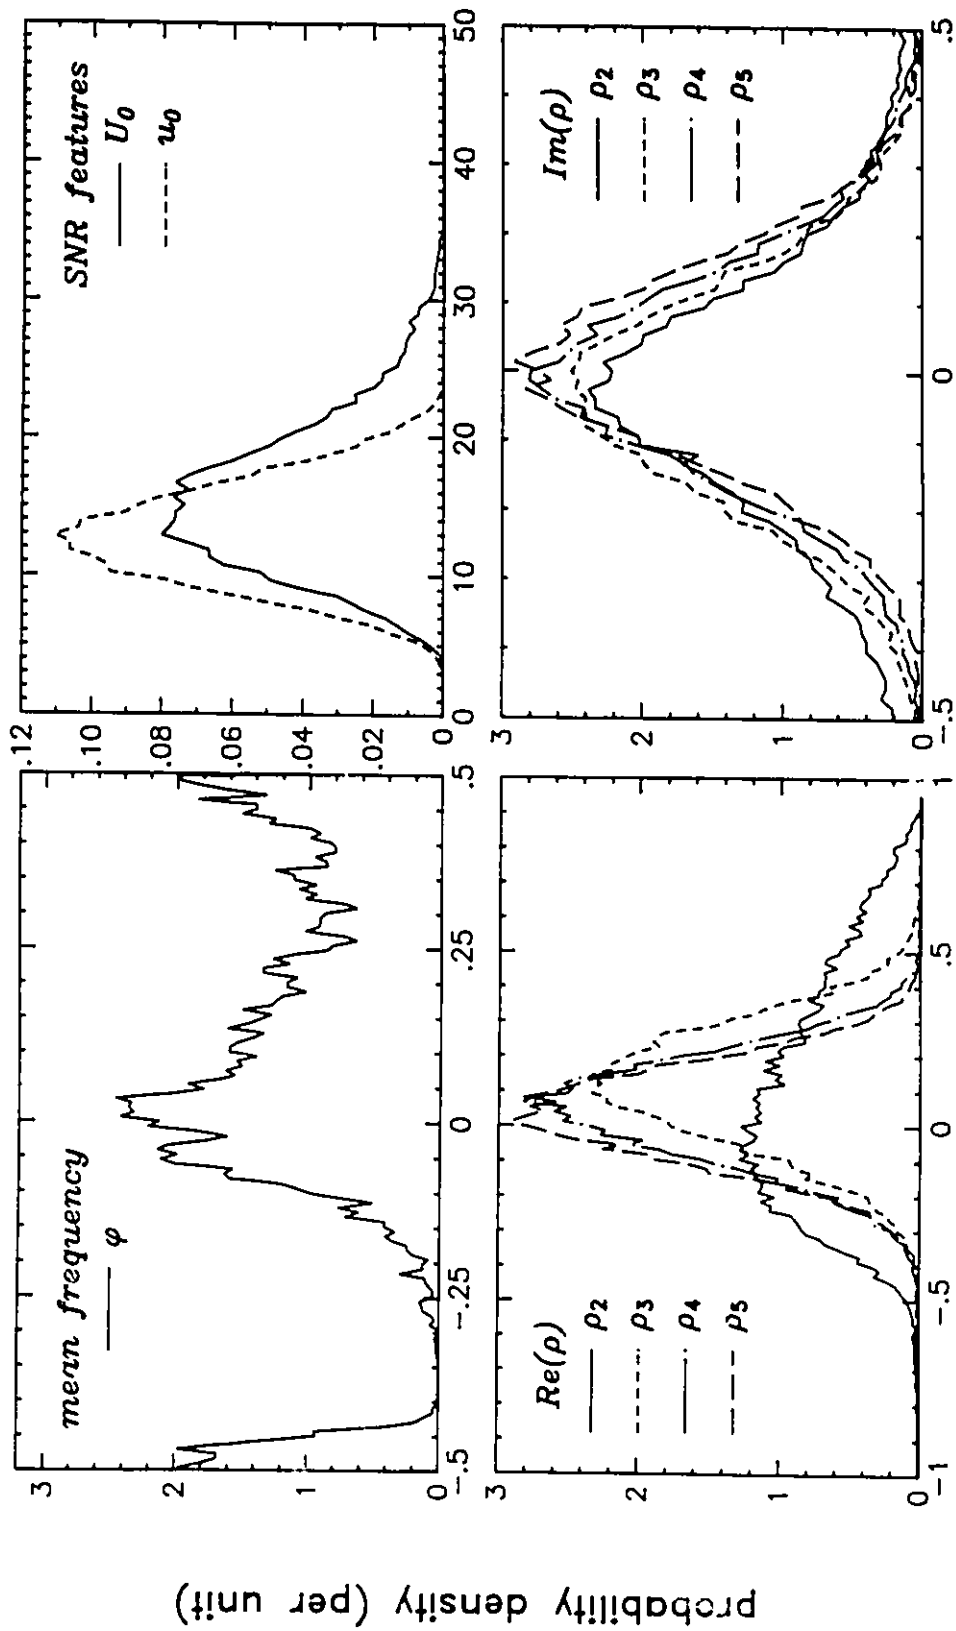 probability density (per unit)
mean frequency
φ
3
2
1
0
-.5
-.25
0
.25
.5
SNR features
U0
u0
.12
.10
.08
.06
.04
.02
0
10
20
30
40
50
Re(ρ)
ρ2
ρ3
ρ4
ρ5
3
2
1
0
-1
-.5
0
.5
1
Im(ρ)
ρ2
ρ3
ρ4
ρ5
3
2
1
-.5
0
.5